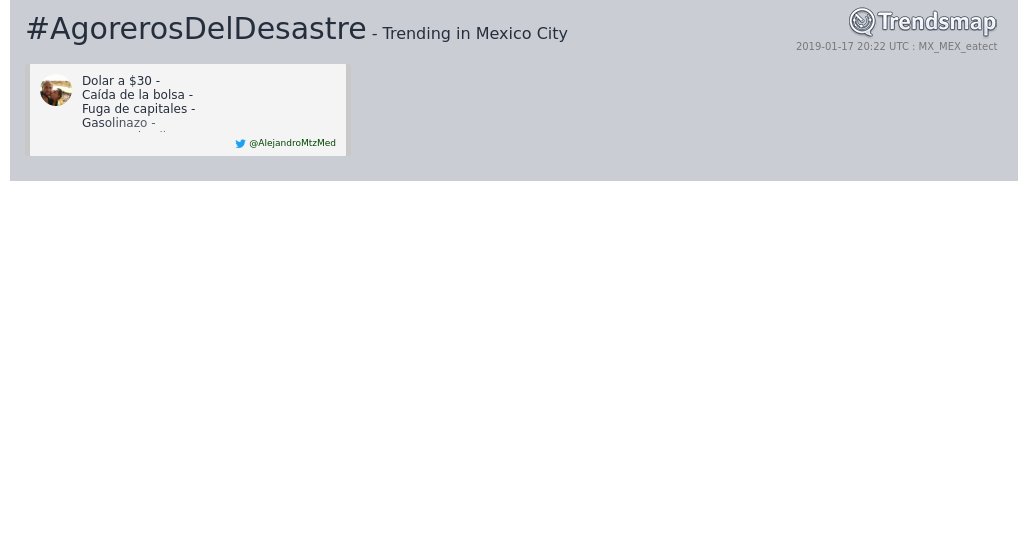 #AgorerosDelDesastre - Trending in Mexico City
Trendsmap
2019-01-17 20:22 UTC : MX_MEX_eatect
Dolar a $30 -
Caída de la bolsa -
Fuga de capitales -
Gasolinazo -
@AlejandroMtzMed